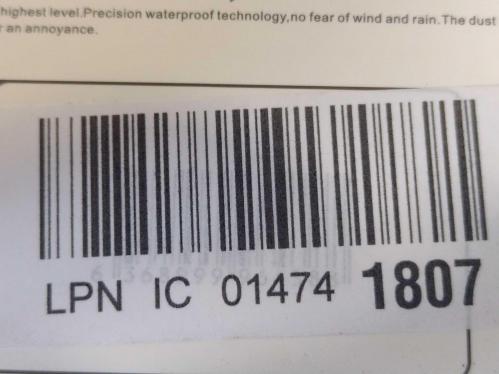 highest level.Precision waterproof technology,no fear of wind and rain.The dust
an annoyance.
LPN IC 01474 1807